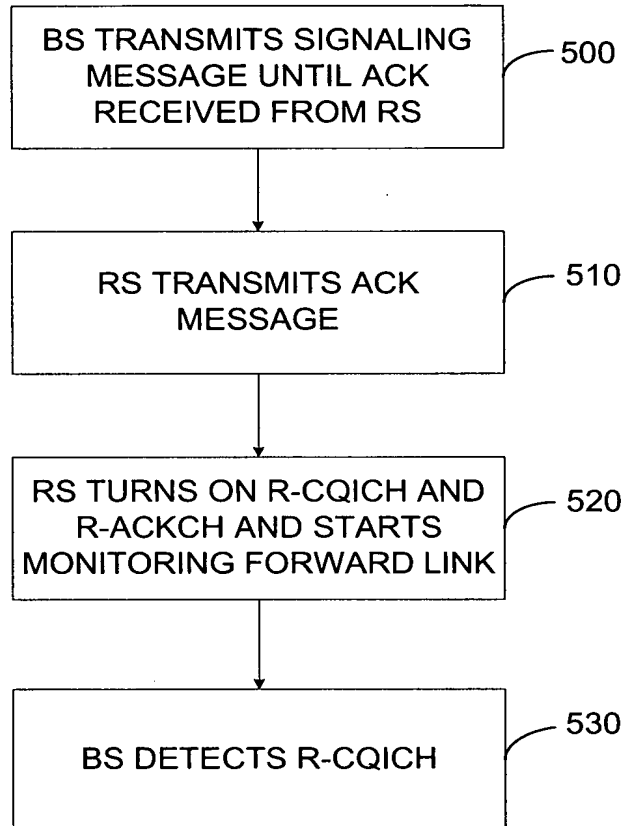 BS TRANSMITS SIGNALING
MESSAGE UNTIL ACK
RECEIVED FROM RS
500
RS TRANSMITS ACK
MESSAGE
510
RS TURNS ON R-CQICH AND
R-ACKCH AND STARTS
MONITORING FORWARD LINK
520
BS DETECTS R-CQICH
530